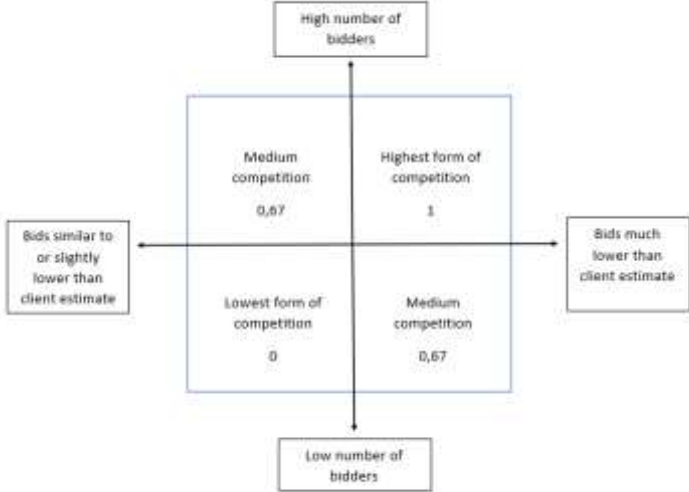 High number of
bidders
Medium
competition
0,67
Highest form of
competition
1
Bids similar to
or slightly
lower than
client estimate
Bids much
lower than
client estimate
Lowest form of
competition
0
Medium
competition
0,67
Low number of
bidders